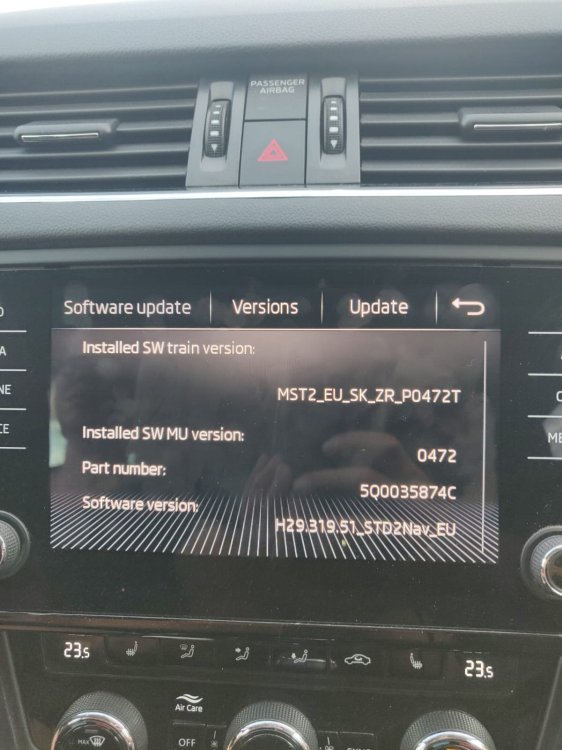 PASSENGER
AIRBAG
Software update
Versions
Update
Installed SW train version:
MST2_EU_SK_ZR_P0472T
Installed SW MU version:
0472
Part number:
5Q0035874C
Software version:
H29.319.51_STD2Nav_EU
23.5
23.5
Air Care
OFF
MAX